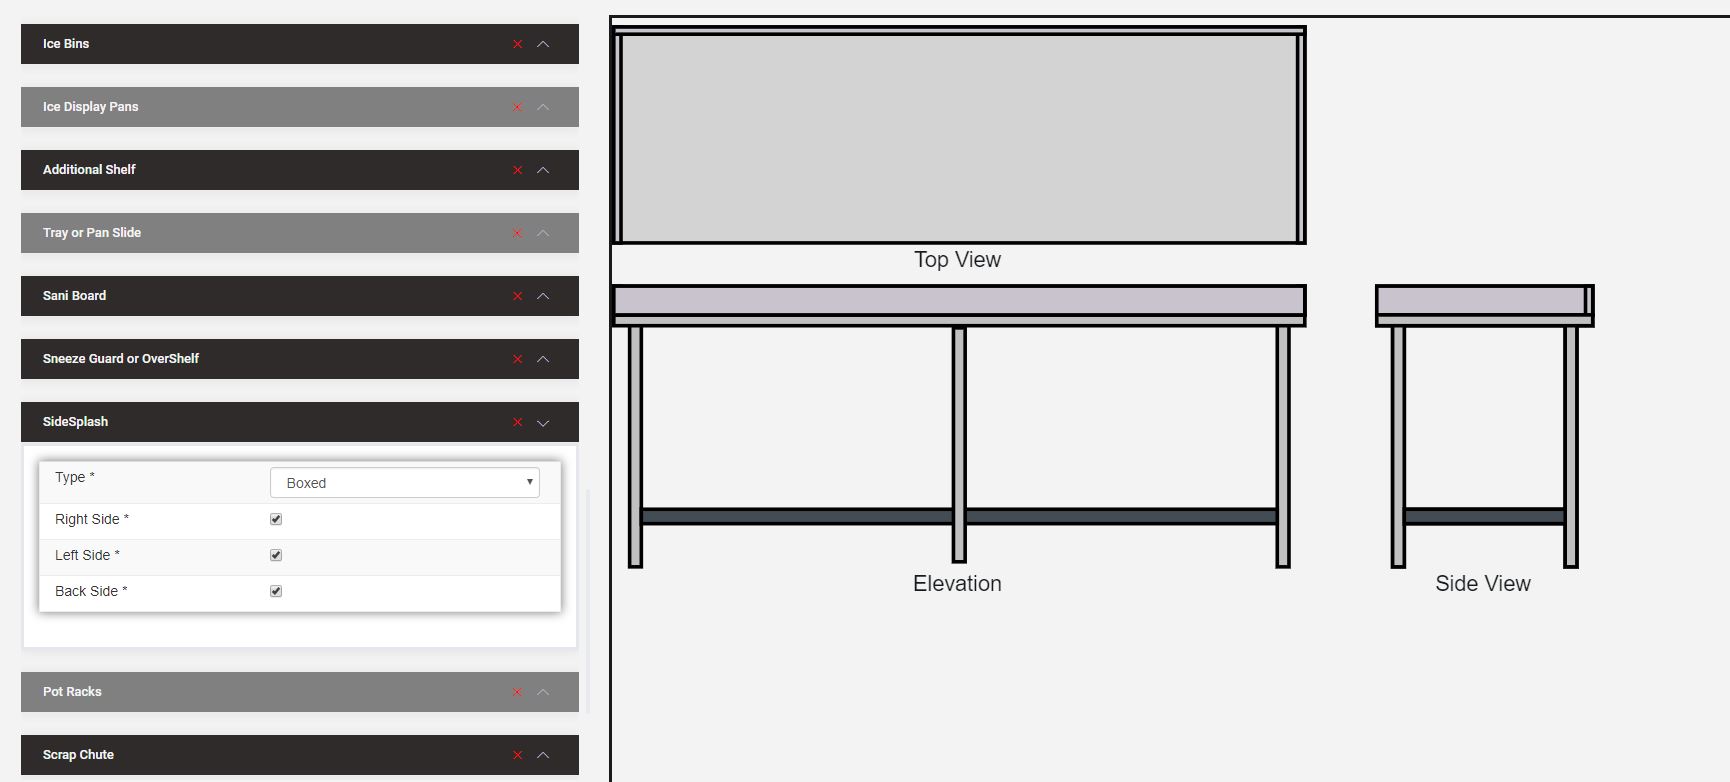 Ice Bins
Ice Display Pans
Additional Shelf
Tray or Pan Slide
Sani Board
Sneeze Guard or OverShelf
SideSplash
Type *
Boxed
Right Side *
Left Side *
Back Side *
Pot Racks
Scrap Chute
Top View
Elevation
Side View